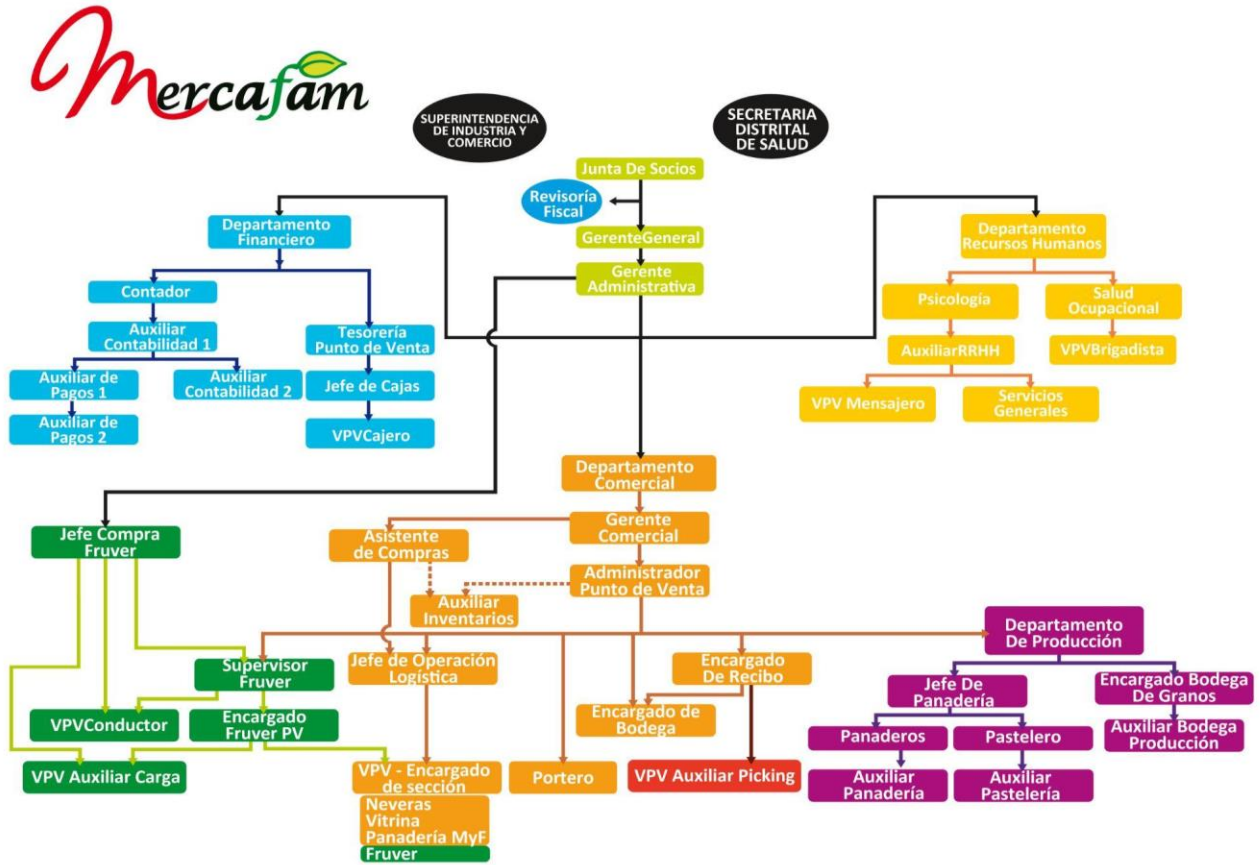 Mercafam
SUPERINTENDENCIA
DE INDUSTRIA Y
COMERCIO
SECRETARIA
DISTRITAL
DE SALUD
Junta De Socios
Revisoría
Fiscal
GerenteGeneral
Gerente
Administrativa
Departamento
Financiero
Contador
Auxiliar
Contabilidad 1
Auxiliar de
Pagos 1
Auxiliar
Contabilidad 2
Auxiliar de
Pagos 2
Tesorería
Punto de Venta
Jefe de Cajas
VPVCajero
Departamento
Recursos Humanos
Psicología
Salud
Ocupacional
AuxiliarRRHH
VPVBrigadista
VPV Mensajero
Servicios
Generales
Departamento
Comercial
Gerente
Comercial
Asistente
de Compras
Administrador
Punto de Venta
Auxiliar
Inventarios
Jefe Compra
Fruver
Supervisor
Fruver
VPVConductor
Encargado
Fruver PV
VPV Auxiliar Carga
Jefe de Operación
Logística
Encargado
De Recibo
Encargado de
Bodega
VPV - Encargado
de sección
Neveras
Vitrina
Panadería MyF
Fruver
Portero
VPV Auxiliar Picking
Departamento
De Producción
Jefe De
Panadería
Encargado Bodega
De Granos
Panaderos
Pastelero
Auxiliar Bodega
Producción
Auxiliar
Panadería
Auxiliar
Pastelería